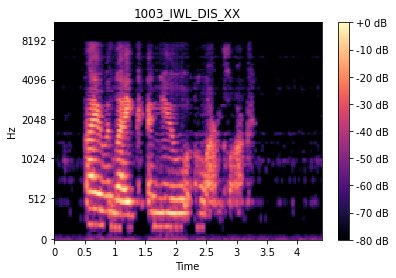 1003_IWL_DIS_XX
8192
4096
2048
1024
512
0
Hz
0 0.5 1 1.5 2 2.5 3 3.5 4
Time
+0 dB
-10 dB
-20 dB
-30 dB
-40 dB
-50 dB
-60 dB
-70 dB
-80 dB